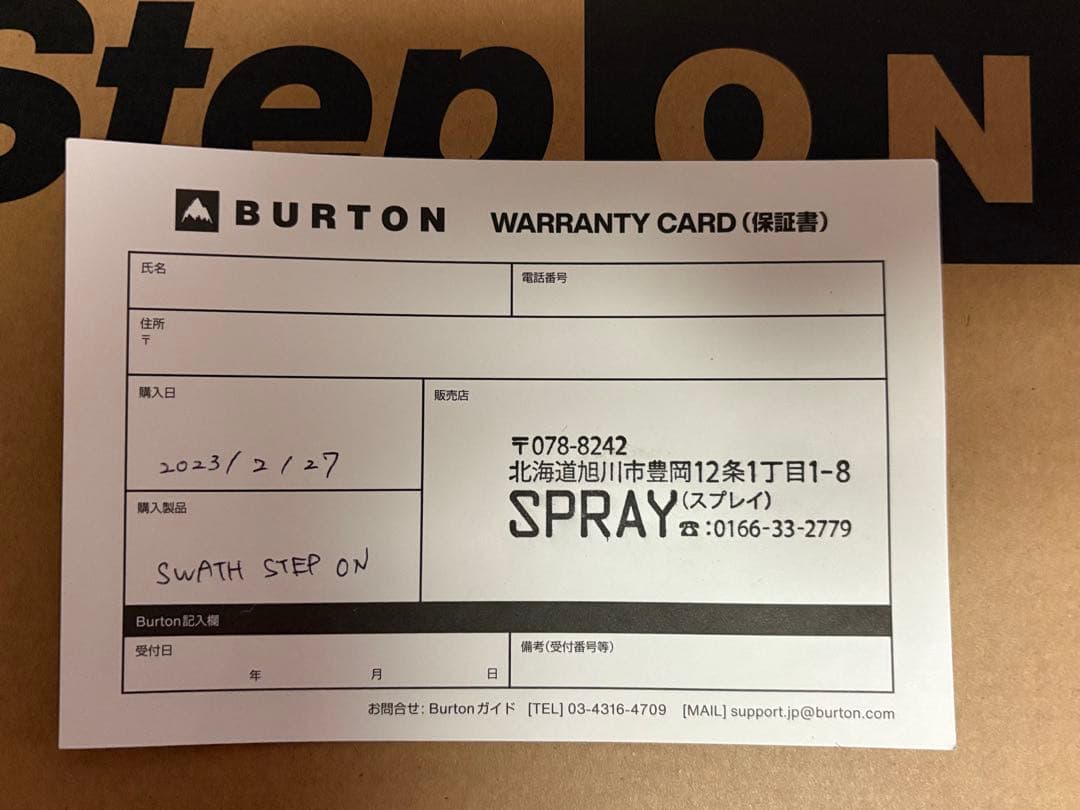 Step ON
BURTON WARRANTY CARD(保証書)
氏名
電話番号
住所
〒
購入日
2023/2/27
販売店
〒078-8242
北海道旭川市豊岡12条1丁目1-8
SPRAY(スプレイ)
☎:0166-33-2779
購入製品
SWATH STEP ON
Burton記入欄
受付日
年 月 日
備考(受付番号等)
お問合せ: Burtonガイド [TEL] 03-4316-4709 [MAIL] support.jp@burton.com